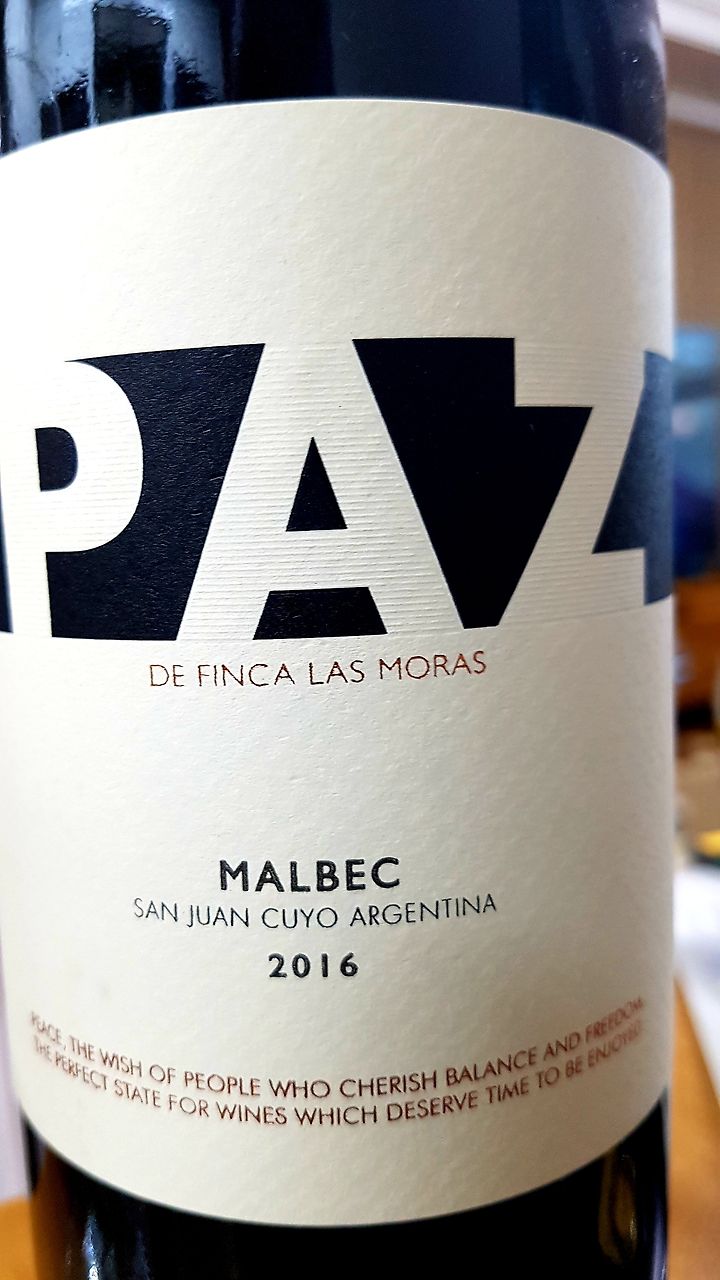 PAZ
DE FINCA LAS MORAS
MALBEC
SAN JUAN CUYO ARGENTINA
2016
PEACE, THE WISH OF PEOPLE WHO CHERISH BALANCE AND FREEDOM.
THE PERFECT STATE FOR WINES WHICH DESERVE TIME TO BE ENJOYED.